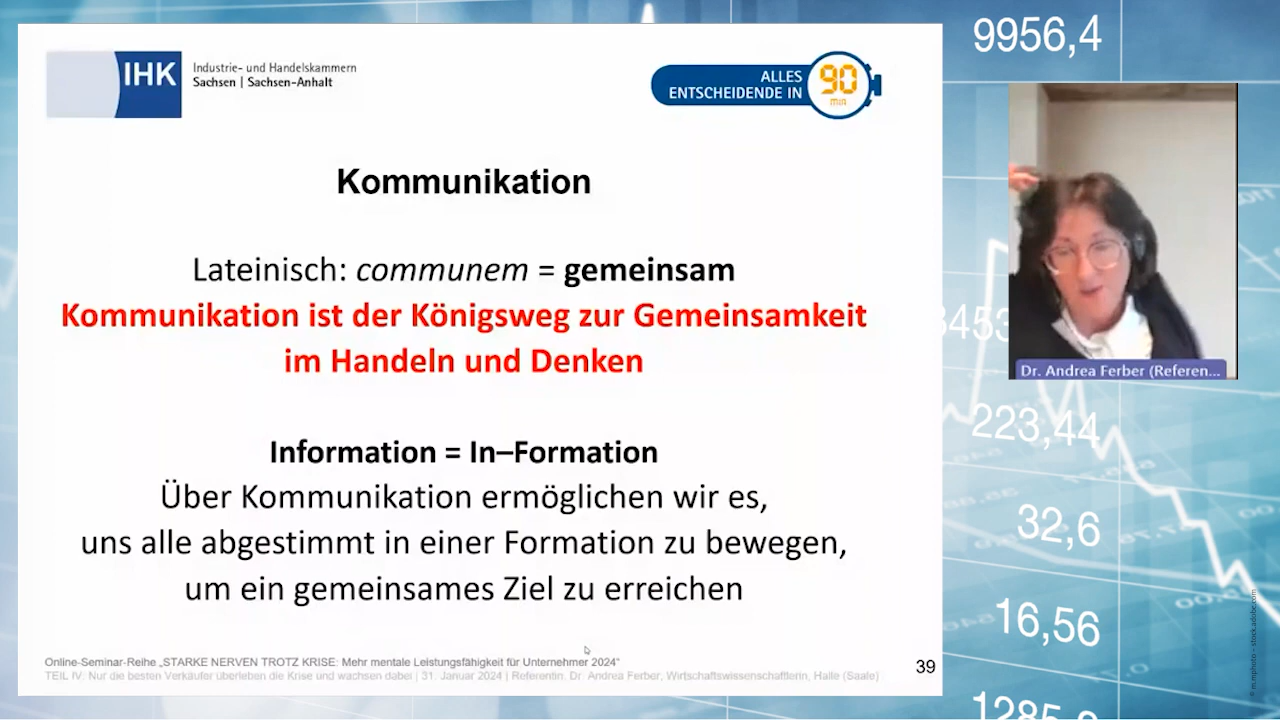 IHK
Industrie- und Handelskammern
Sachsen | Sachsen-Anhalt
ALLES
ENTSCHEIDENDE IN
90
min
Kommunikation
Lateinisch: communem = gemeinsam
Kommunikation ist der Königsweg zur Gemeinsamkeit
im Handeln und Denken
Information = In–Formation
Über Kommunikation ermöglichen wir es,
uns alle abgestimmt in einer Formation zu bewegen,
um ein gemeinsames Ziel zu erreichen
Online-Seminar-Reihe „STARKE NERVEN TROTZ KRISE: Mehr mentale Leistungsfähigkeit für Unternehmer 2024“
TEIL IV: Nur die besten Verkäufer überleben die Krise und wachsen dabei | 31. Januar 2024 | Referentin: Dr. Andrea Ferber, Wirtschaftswissenschaftlerin, Halle (Saale)
39
9956,4
Dr. Andrea Ferber (Referen...
223,44
32,6
16,56